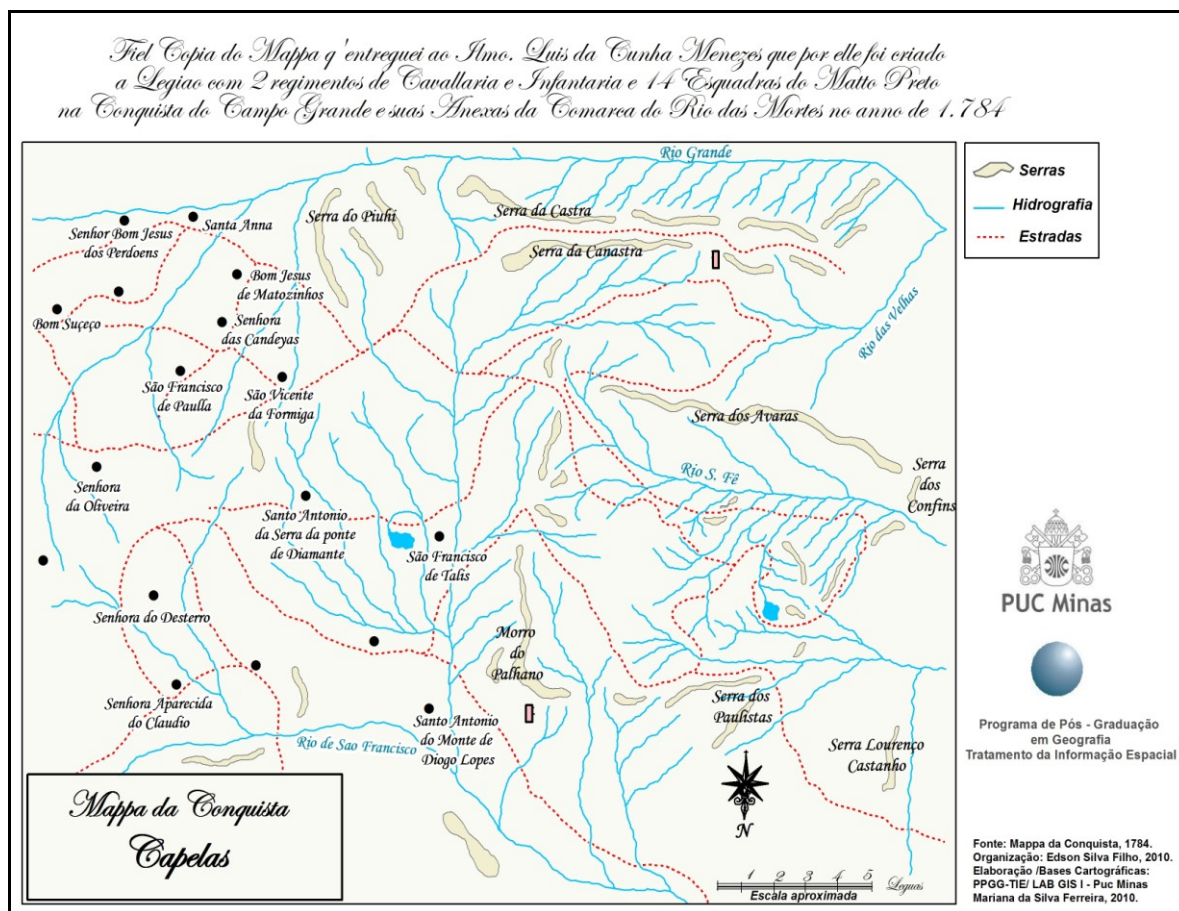 Fiel Copia do Mappa q'entreguei ao Ilmo. Luis da Cunha Menezes que por elle foi criado
a Legiao com 2 regimentos de Cavallaria e Infantaria e 14 Esquadras do Matto Preto
na Conquista do Campo Grande e suas Anexas da Comarca do Rio das Mortes no anno de 1.784
Rio Grande
Serras
Hidrografia
Estradas
Senhor Bom Jesus
dos Perdoens
Santa Anna
Serra do Piuhi
Serra da Castra
Serra da Canastra
Bom Jesus
de Matozinhos
Bom Suçeço
Senhora
das Candeyas
Rio das Velhas
São Francisco
de Paulla
São Vicente
da Formiga
Serra dos Avaras
Senhora
da Oliveira
Rio S. Fê
Serra
dos
Confins
Santo Antonio
da Serra da ponte
de Diamante
São Francisco
de Talis
Senhora do Desterro
Morro
do
Palhano
Senhora Aparecida
do Claudio
Rio de Sao Francisco
Santo Antonio
do Monte de
Diogo Lopes
Serra dos
Paulistas
Serra Lourenço
Castanho
N
Mappa da Conquista
Capelas
1 2 3 4 5
Escala aproximada
Leguas
PUC Minas
Programa de Pós - Graduação
em Geografia
Tratamento da Informação Espacial
Fonte: Mappa da Conquista, 1784.
Organização: Edson Silva Filho, 2010.
Elaboração /Bases Cartográficas:
PPGG-TIE/ LAB GIS I - Puc Minas
Mariana da Silva Ferreira, 2010.